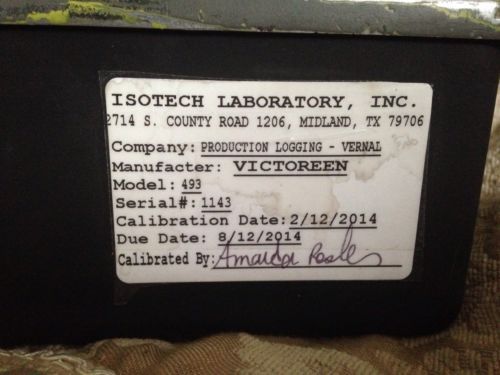 ISOTECH LABORATORY, INC.
2714 S. COUNTY ROAD 1206, MIDLAND, TX 79706
Company: PRODUCTION LOGGING - VERNAL
Manufacter: VICTOREEN
Model: 493
Serial#: 1143
Calibration Date: 2/12/2014
Due Date: 8/12/2014
Calibrated By: Amanda